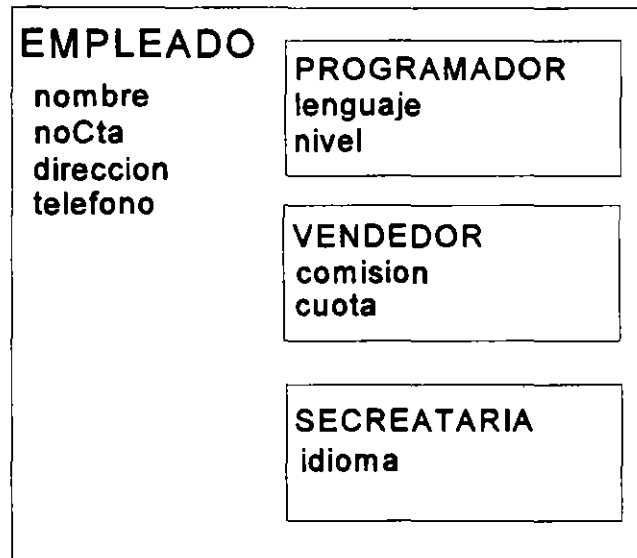 EMPLEADO
nombre
noCta
direccion
telefono
PROGRAMADOR
lenguaje
nivel
VENDEDOR
comision
cuota
SECREATARIA
idioma